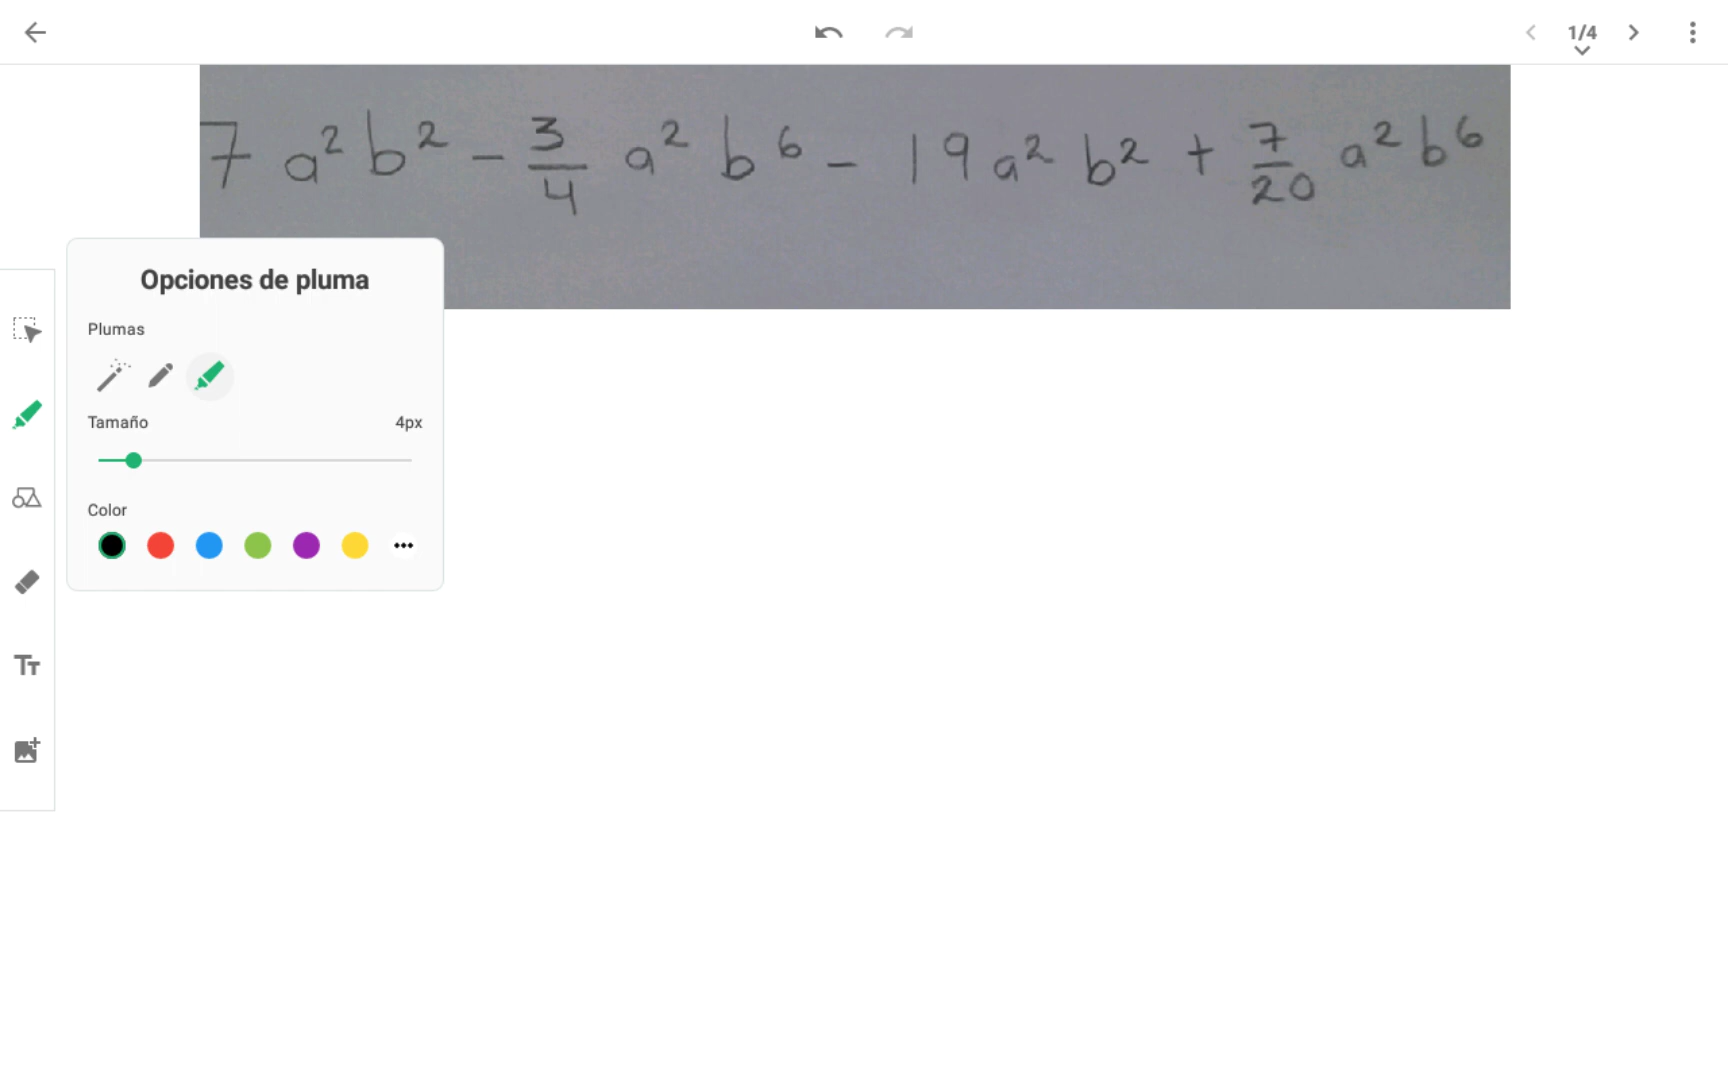 1/4
7 a² b² - 3/4 a² b⁶ - 19 a² b² + 7/20 a² b⁶
Opciones de pluma
Plumas
Tamaño 4px
Color
Tт